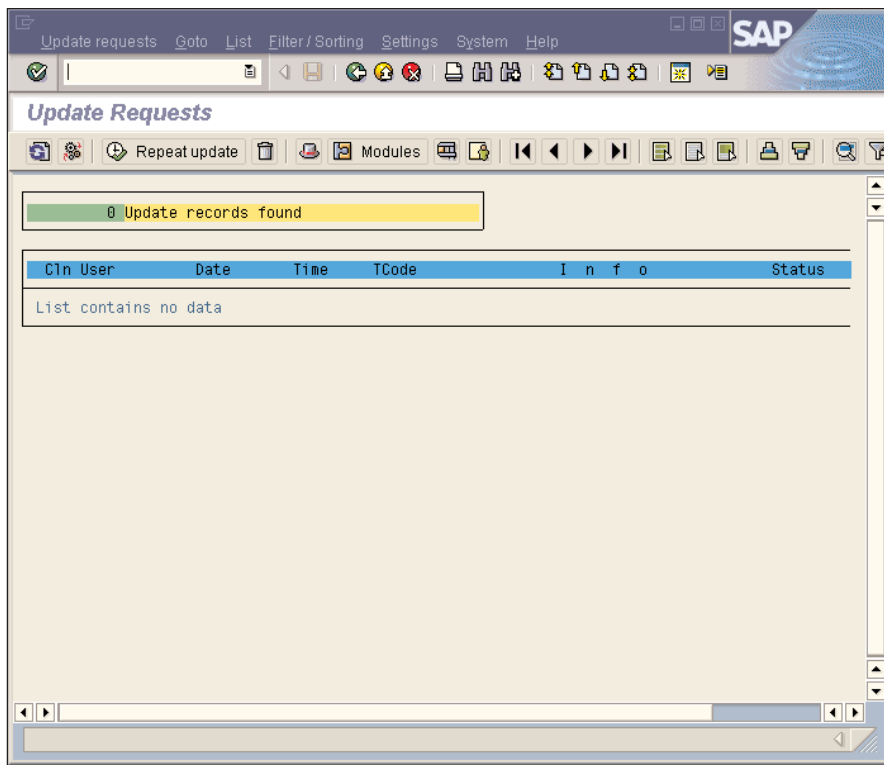 Update requests Goto List Filter / Sorting Settings System Help
SAP
Update Requests
Repeat update Modules
0 Update records found
Cln User Date Time TCode I n f o Status
List contains no data